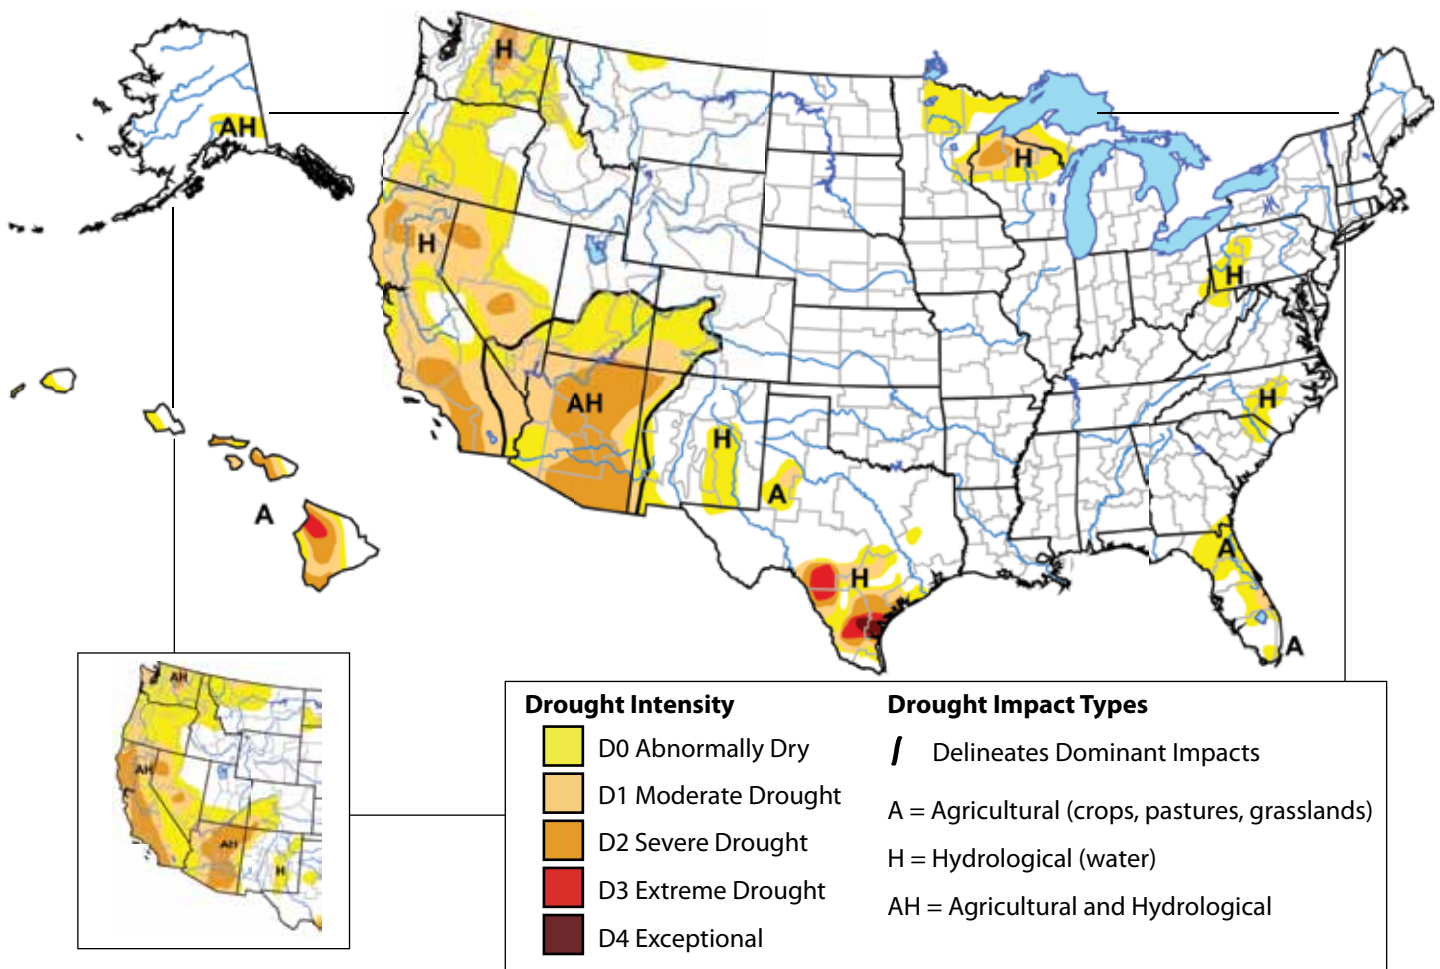 H
AH
H
H
H
AH
H
H
A
A
H
A
A
AH
AH
AH
H
Drought Intensity
D0 Abnormally Dry
D1 Moderate Drought
D2 Severe Drought
D3 Extreme Drought
D4 Exceptional
Drought Impact Types
Delineates Dominant Impacts
A = Agricultural (crops, pastures, grasslands)
H = Hydrological (water)
AH = Agricultural and Hydrological